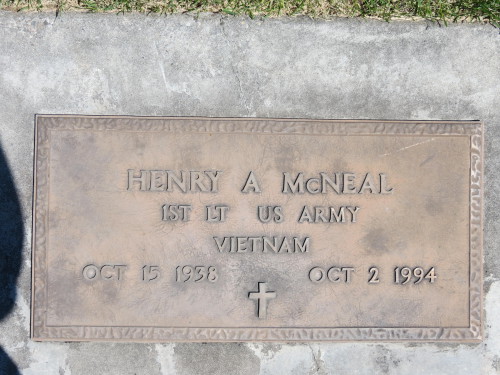 HENRY A McNEAL
1ST LT US ARMY
VIETNAM
OCT 15 1938 OCT 2 1994